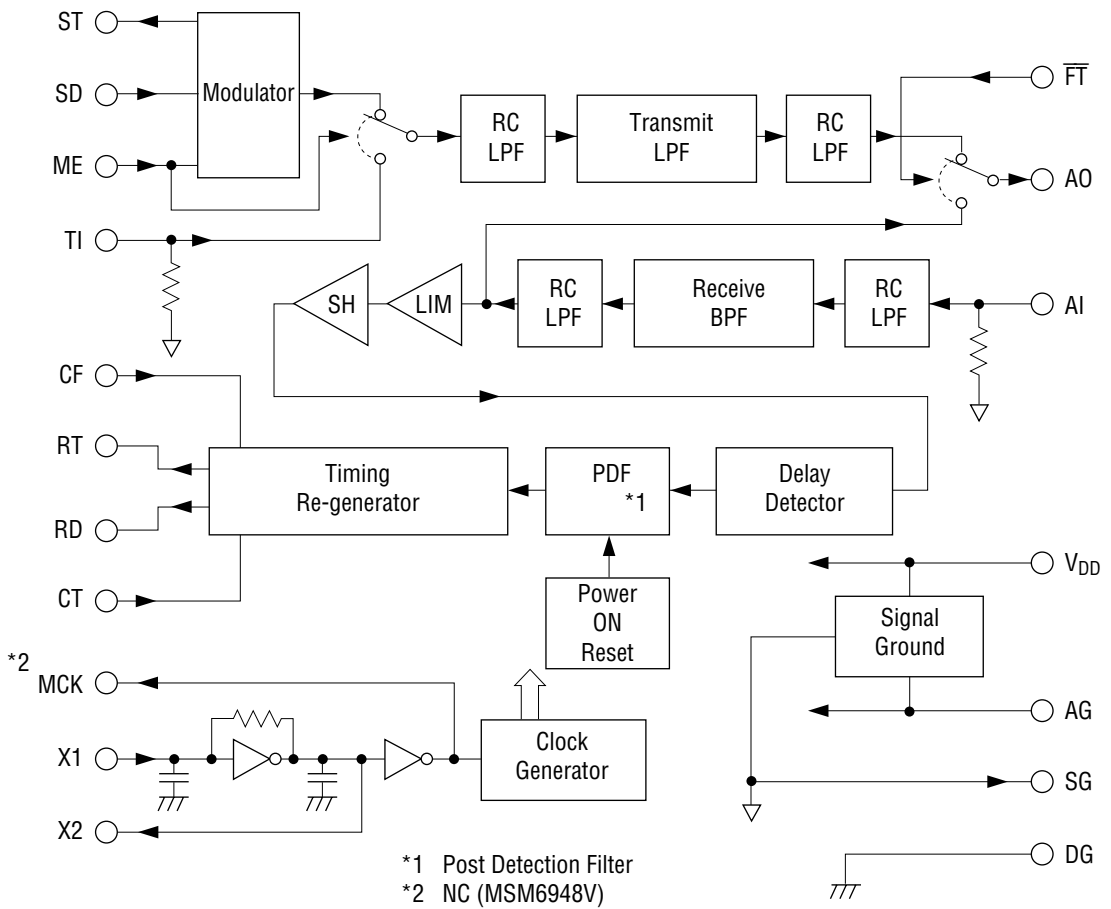 ST
SD
ME
TI
Modulator
RC
LPF
Transmit
LPF
RC
LPF
FT
AO
SH
LIM
RC
LPF
Receive
BPF
RC
LPF
AI
CF
RT
RD
CT
Timing
Re-generator
PDF
*1
Delay
Detector
Power
ON
Reset
VDD
Signal
Ground
AG
SG
DG
*2
MCK
X1
X2
Clock
Generator
*1 Post Detection Filter
*2 NC (MSM6948V)